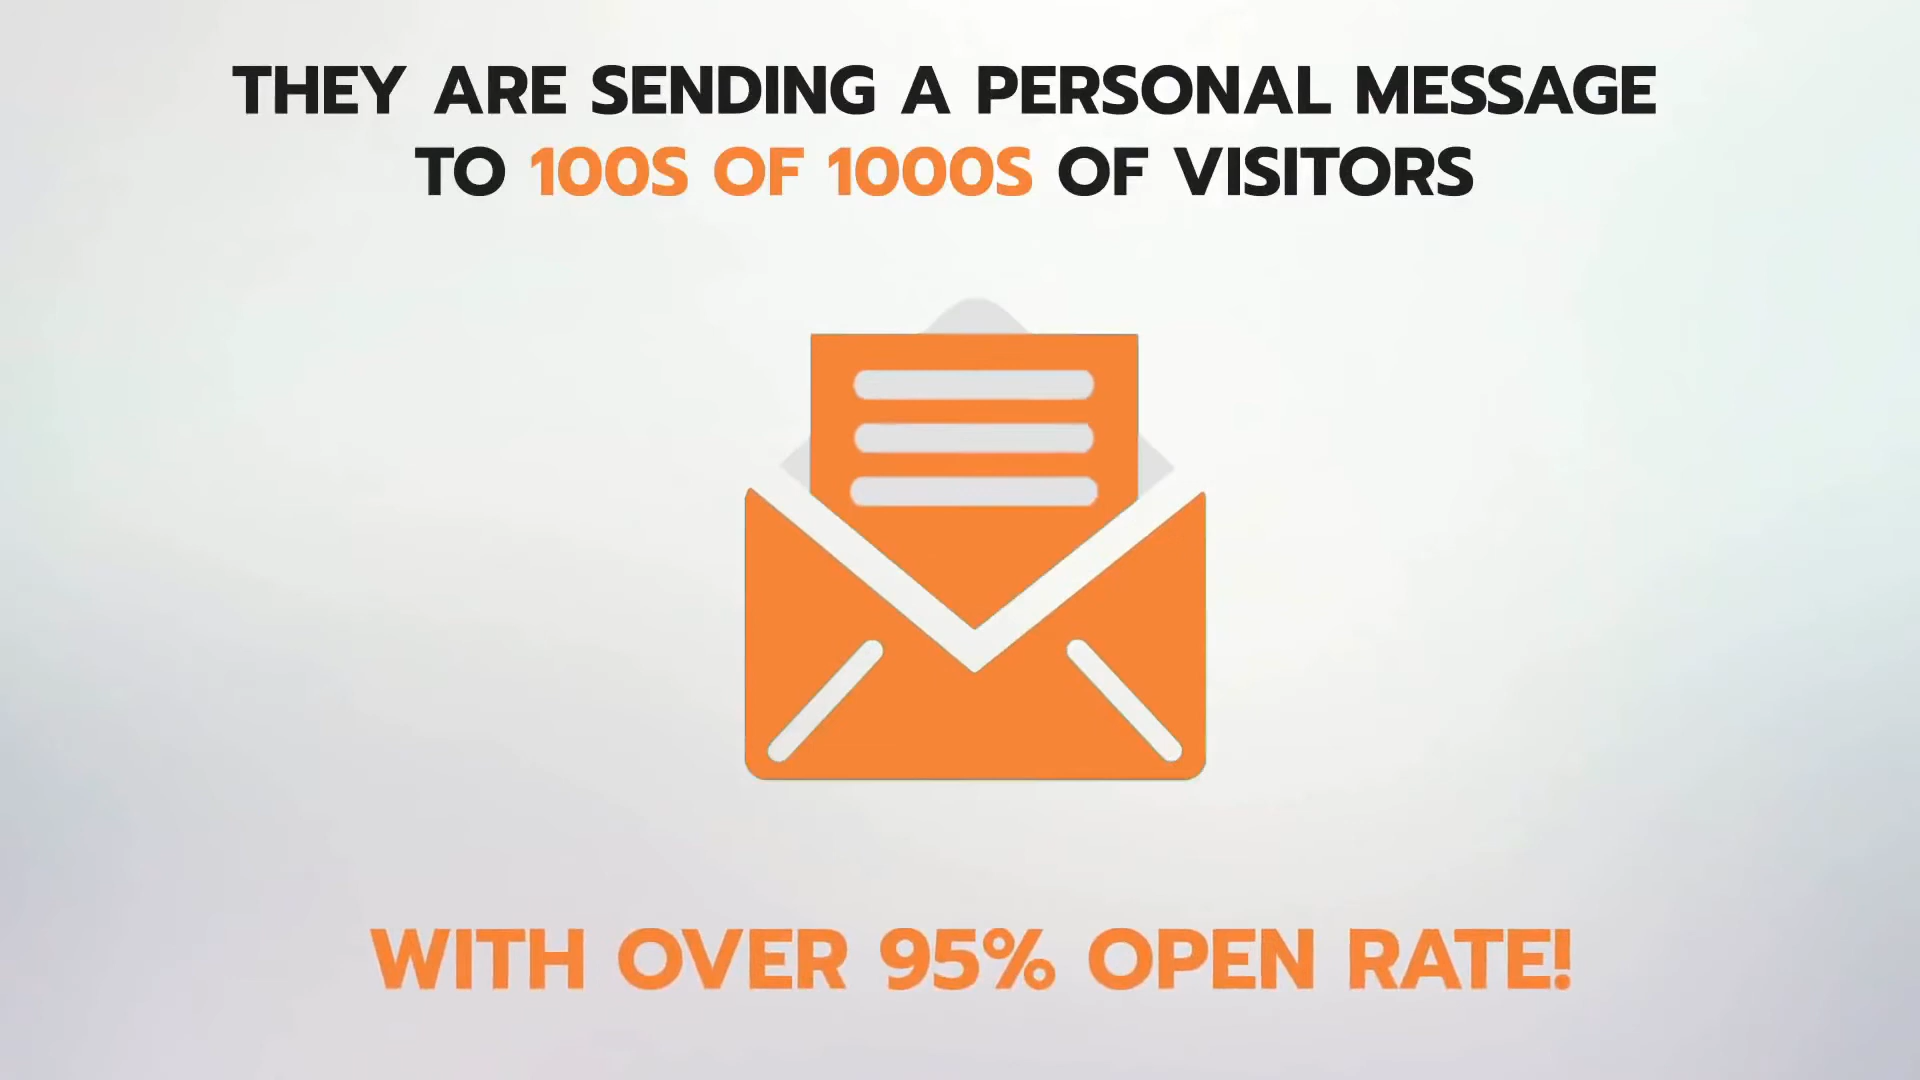 THEY ARE SENDING A PERSONAL MESSAGE
TO 100S OF 1000S OF VISITORS
WITH OVER 95% OPEN RATE!